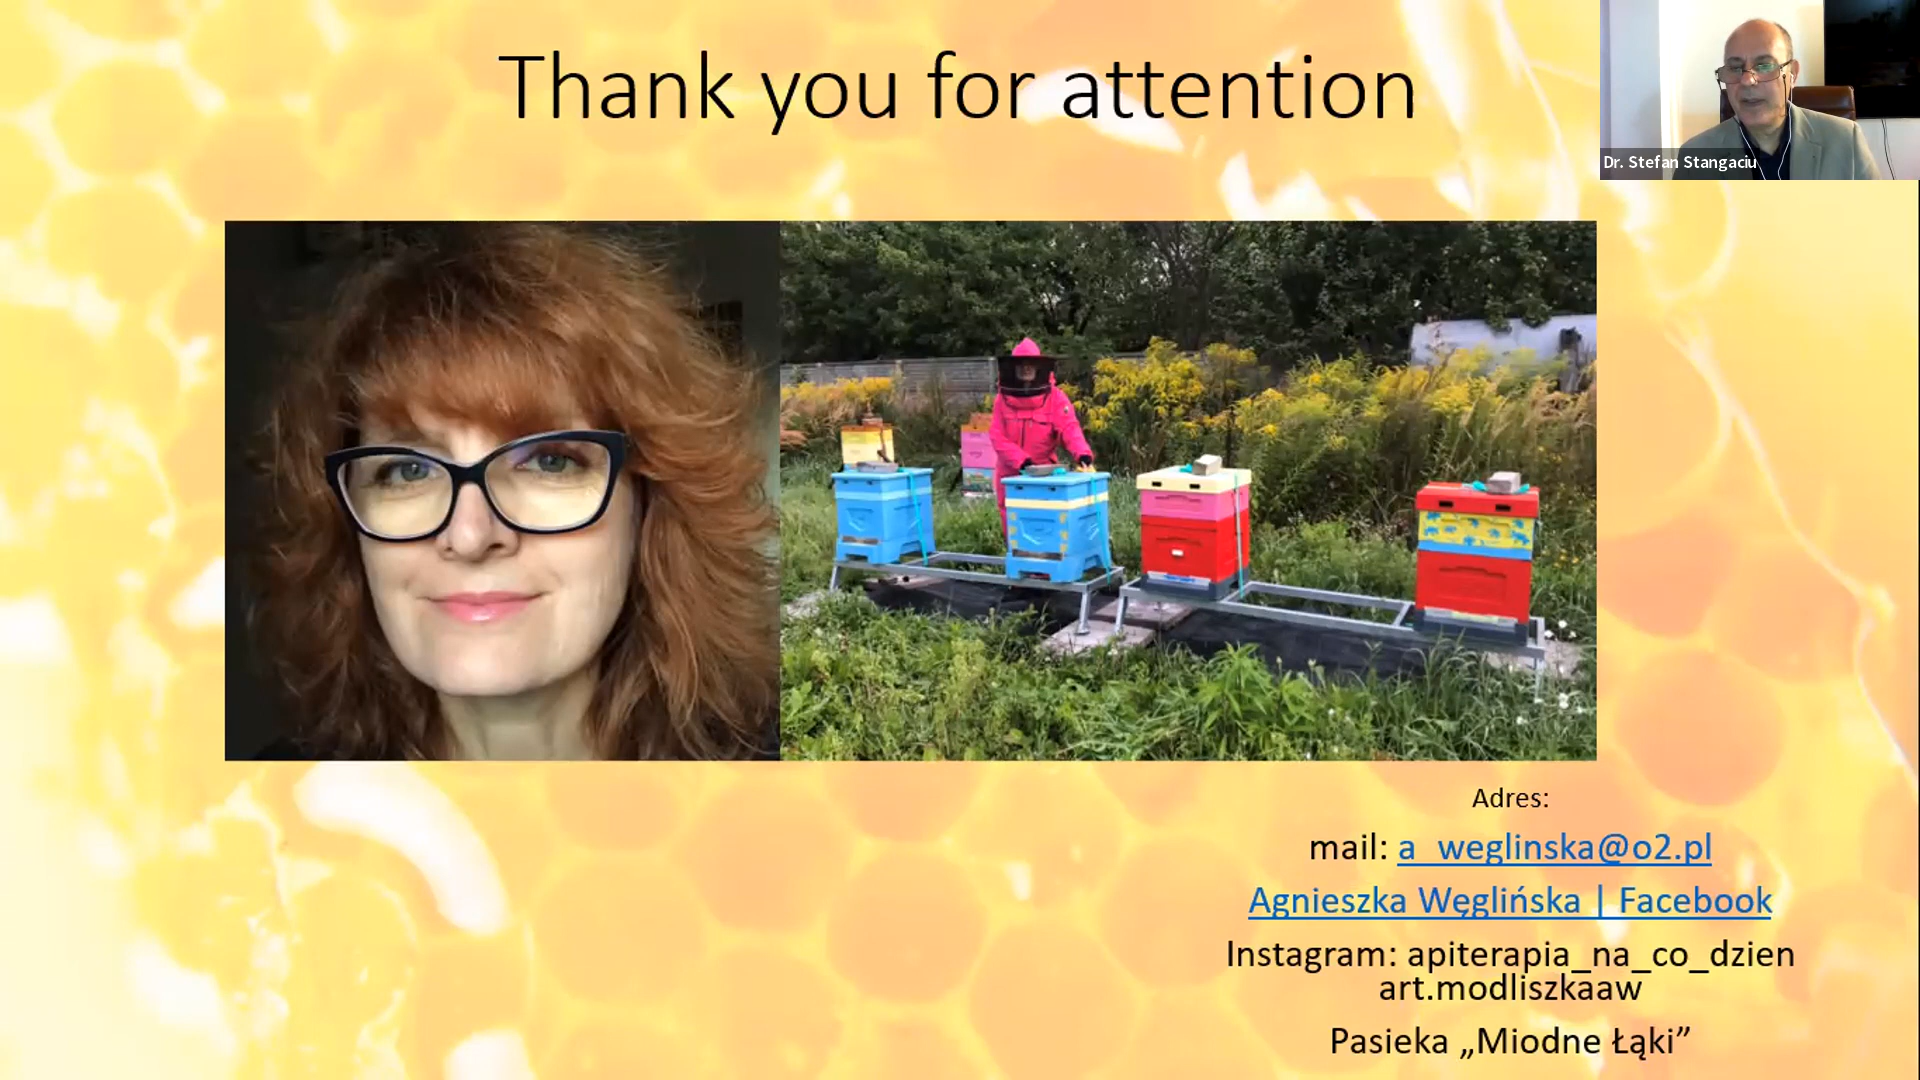 Thank you for attention
Dr. Stefan Stangaciu
Adres:
mail: a_weglinska@o2.pl
Agnieszka Węglińska | Facebook
Instagram: apiterapia_na_co_dzien
art.modliszkaaw
Pasieka „Miodne Łąki”